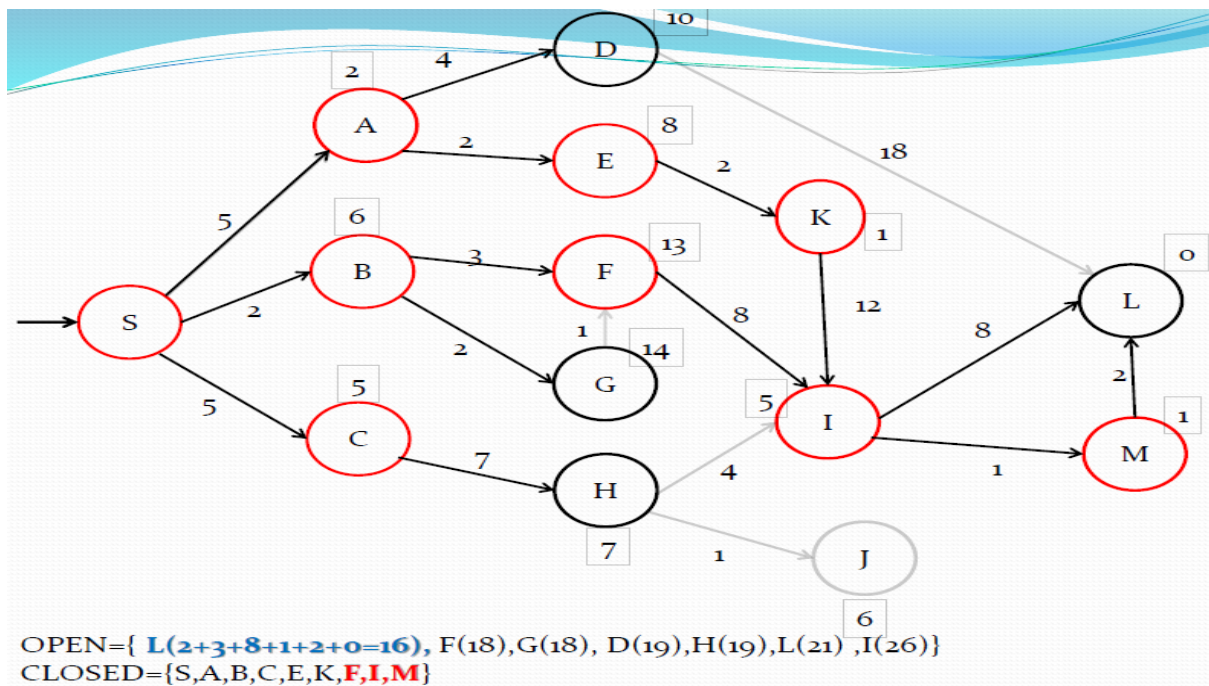 10
D
2
4
A
8
2
E
18
2
K
5
6
13
1
B
3
F
0
L
S
2
8
12
1
8
2
14
G
5
5
5
I
2
1
C
M
7
1
4
H
7
1
J
6
OPEN={ L(2+3+8+1+2+0=16), F(18),G(18), D(19),H(19),L(21) ,I(26)}
CLOSED={S,A,B,C,E,K,F,I,M}